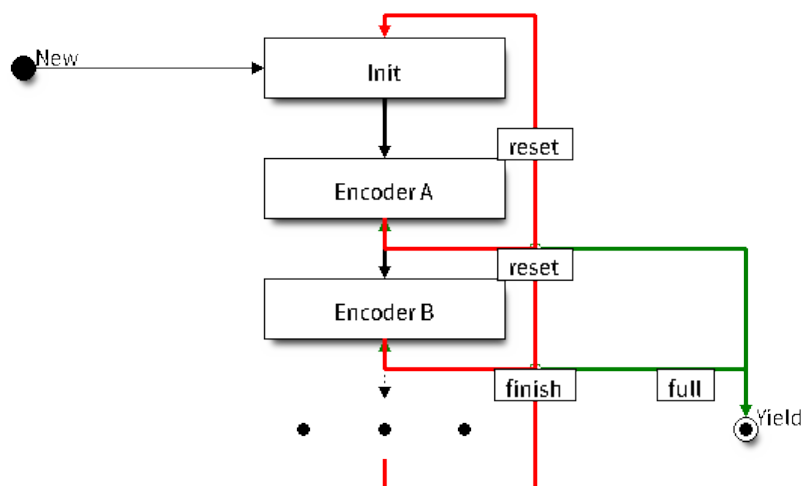 New
Init
reset
Encoder A
reset
Encoder B
finish
full
Yield